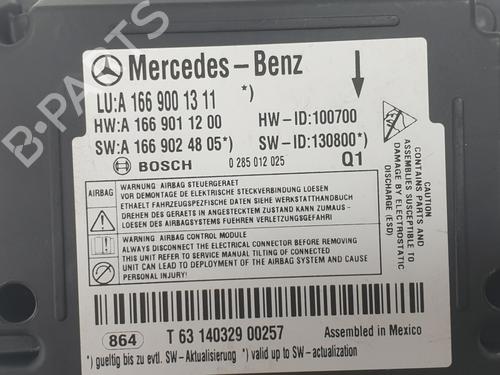 B-PARTS
Mercedes-Benz
LU:A 166 900 13 11 *)
HW:A 166 901 12 00 HW-ID:100700
SW:A 166 902 48 05*) SW-ID:130800*)
BOSCH 0 285 012 025 Q1
AIRBAG
WARNUNG AIRBAG STEUERGERAET
VOR DEMONTAGE DE ELEKTRISCHE STECKVERBINDUNG LOESEN
ETHAELT FAHRZEUGSPEZIFISCHE DATEN SIEHE WERKSTATTHANDBUCH
DREHEN DES GERAETS IN ANGESTECKTEM ZUSTAND KANN ZUM AUS-
LOESEN DES AIRBAGSYSTEMS FUEHREN VERLETZUNGSGEFAHR!
WARNING AIRBAG CONTROL MODULE
ALWAYS DISCONNECT THE ELECTRICAL CONNECTOR BEFORE REMOVING
THIS UNIT REFER TO SERVICE MANUAL TILTING OF CONNECTED
UNIT CAN LEAD TO DEPLOYMENT OF THE AIRBAG SYSTEM AND INJURY
CAUTION
CONTAINS PARTS AND
ASSEMBLIES SUSCEPTIBLE TO
DAMAGE BY ELECTROSTATIC
DISCHARGE (ESD)
864 T 63 140329 00257 Assembled in Mexico
*) gueltig bis zu evtl. SW-Aktualisierung *) valid up to SW-actualization